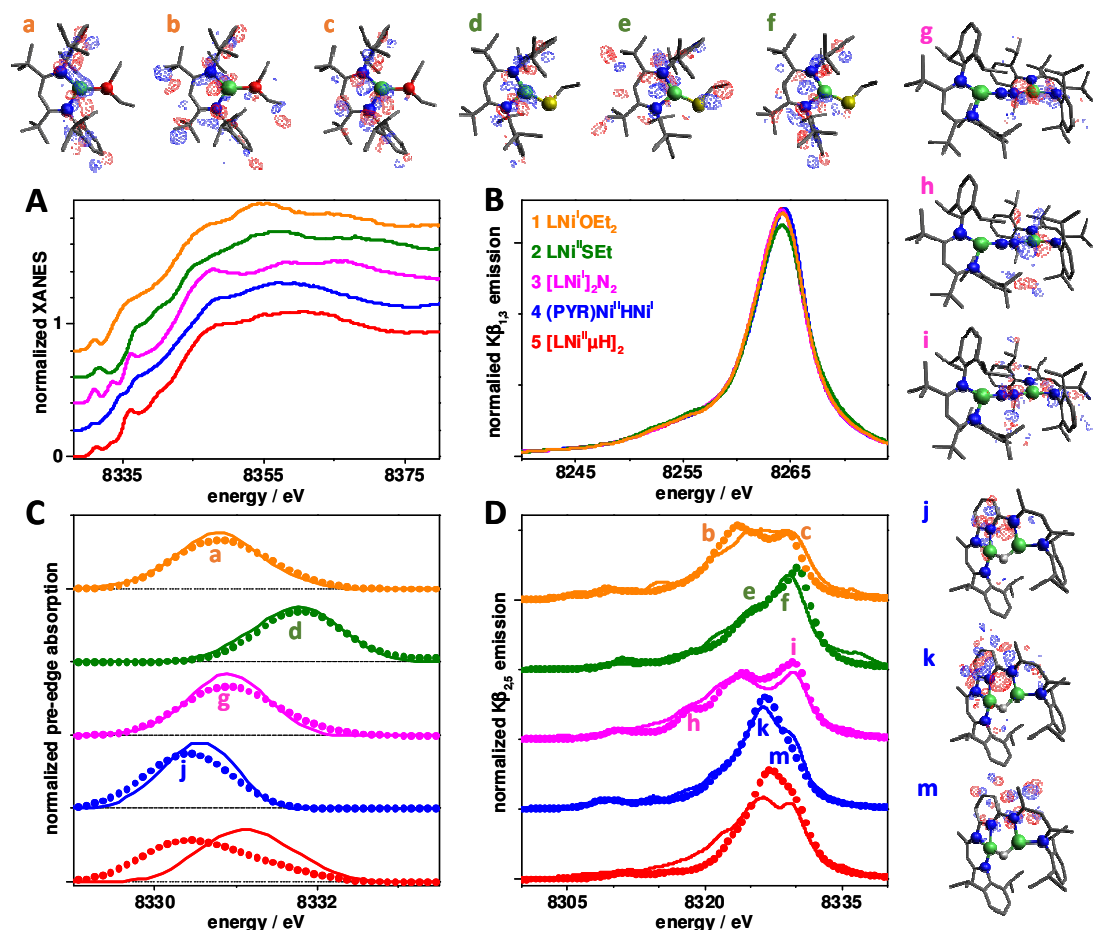 a b c d e f g
A
normalized XANES
1
0
8335 8355 8375
energy / eV
B
normalied Kβ1,3 emission
1 LNiᴵOEt₂
2 LNiᴵᴵSEt
3 [LNiᴵ]₂N₂
4 (PYR)NiᴵᴵHNiᴵ
5 [LNiᴵᴵμH]₂
8245 8255 8265
energy / eV
h
i
C
normalized pre-edge absorption
a
d
g
j
8330 8332
energy / eV
D
normalized Kβ2,5 emission
b c
e f
h i
k m
8305 8320 8335
energy / eV
j
k
m